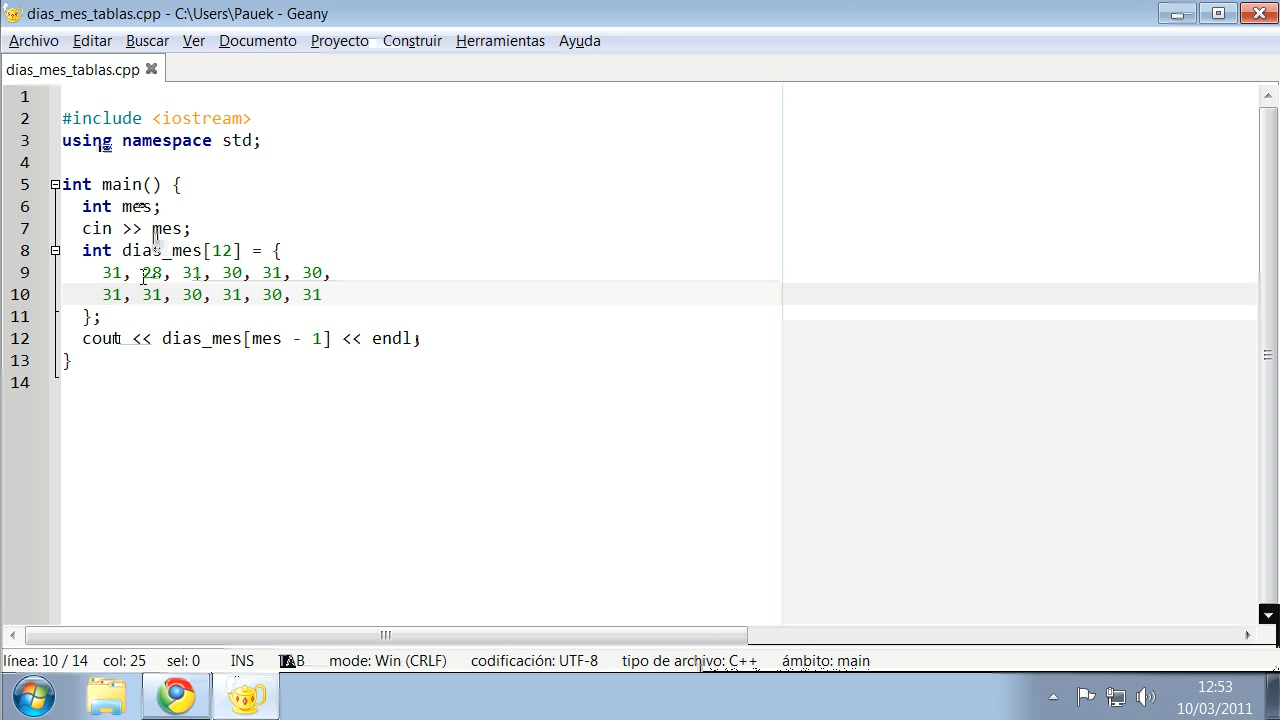 dias_mes_tablas.cpp - C:\Users\Pauek - Geany
Archivo Editar Buscar Ver Documento Proyecto Construir Herramientas Ayuda
dias_mes_tablas.cpp
1
2 #include <iostream>
3 using namespace std;
4
5 int main() {
6 int mes;
7 cin >> mes;
8 int dias_mes[12] = {
9 31, 28, 31, 30, 31, 30,
10 31, 31, 30, 31, 30, 31
11 };
12 cout << dias_mes[mes - 1] << endl;
13 }
14
línea: 10 / 14 col: 25 sel: 0 INS TAB mode: Win (CRLF) codificación: UTF-8 tipo de archivo: C++ ámbito: main
12:53
10/03/2011